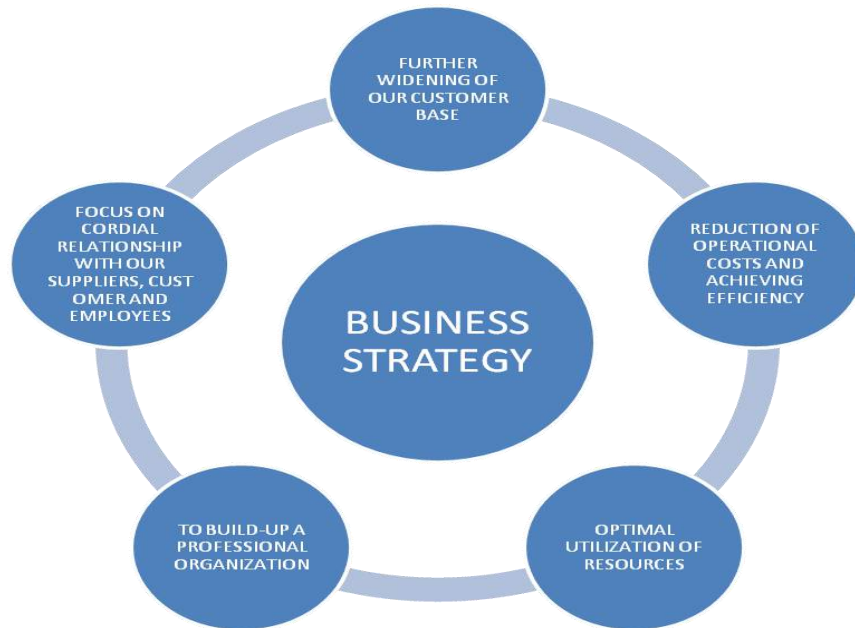 FURTHER
WIDENING OF
OUR CUSTOMER
BASE
REDUCTION OF
OPERATIONAL
COSTS AND
ACHIEVING
EFFICIENCY
OPTIMAL
UTILIZATION OF
RESOURCES
TO BUILD-UP A
PROFESSIONAL
ORGANIZATION
FOCUS ON
CORDIAL
RELATIONSHIP
WITH OUR
SUPPLIERS, CUST
OMER AND
EMPLOYEES
BUSINESS
STRATEGY